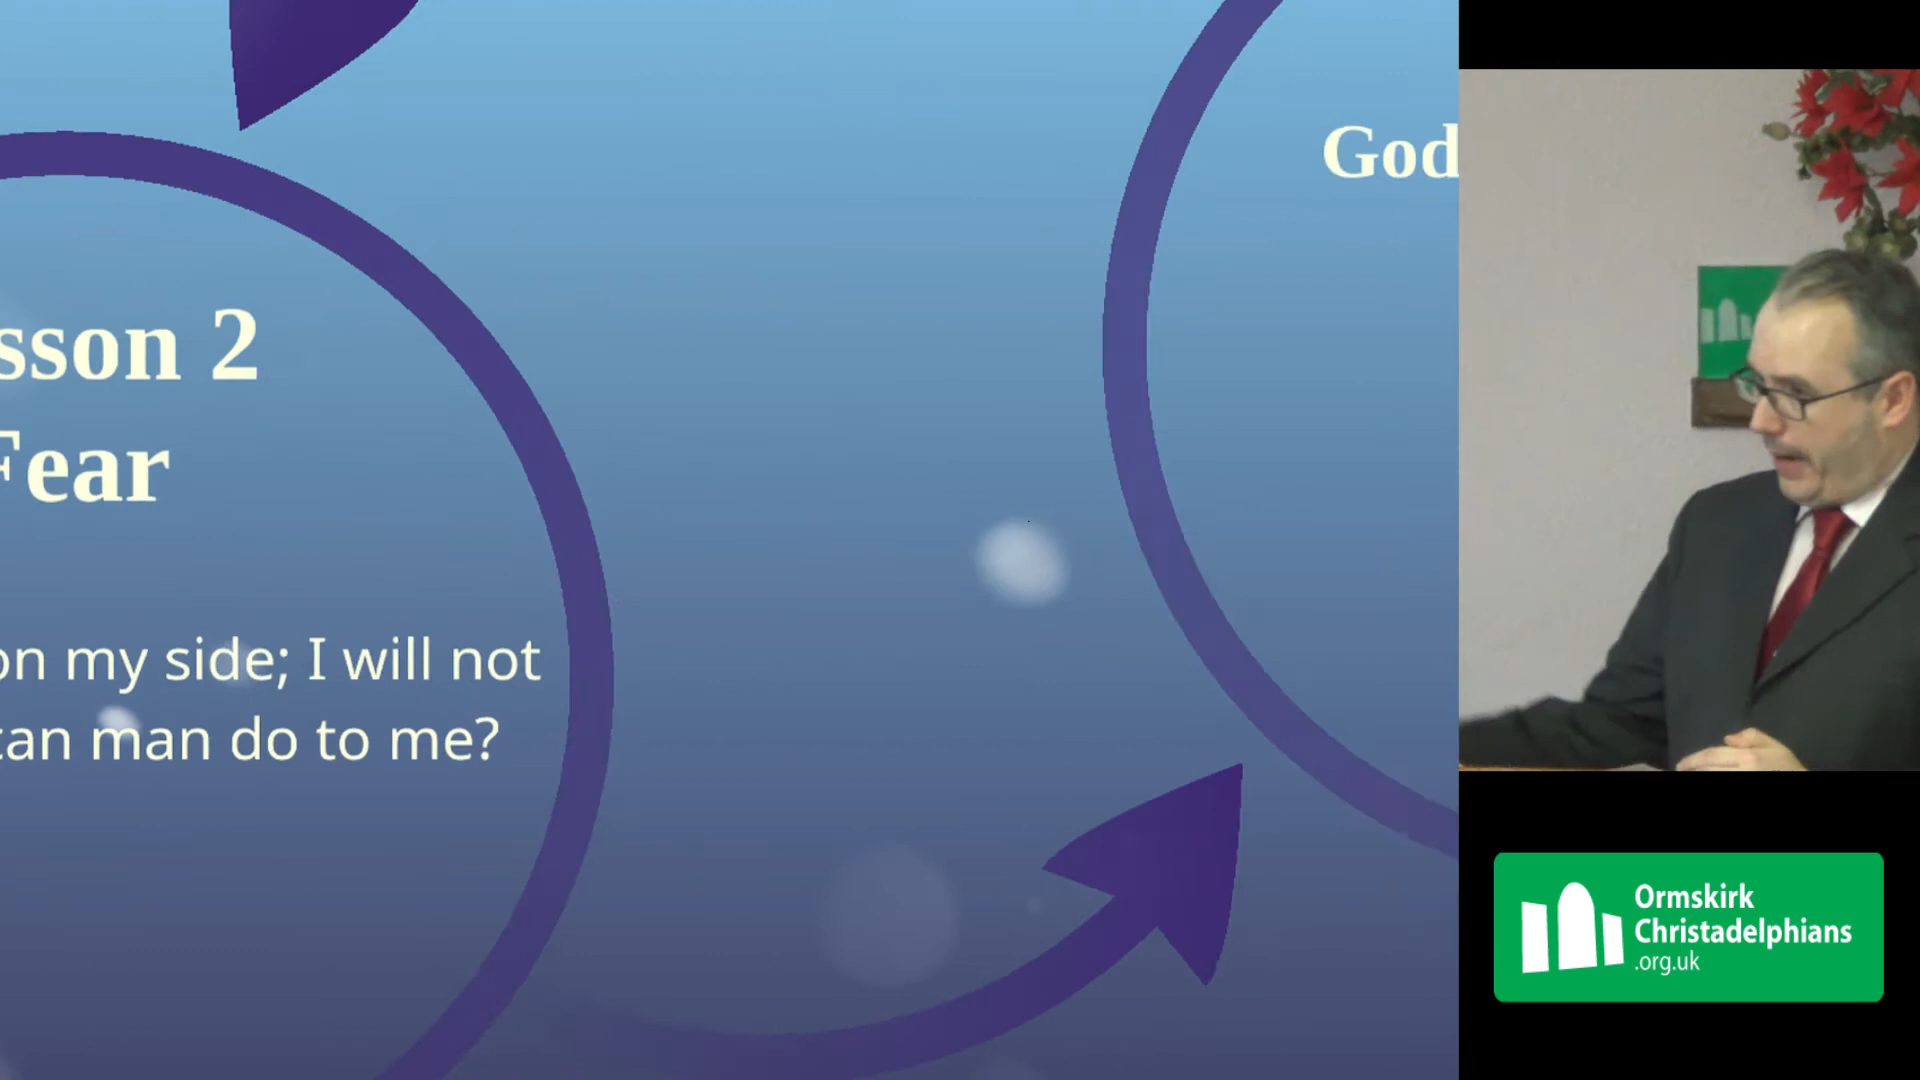 sson 2
Fear
on my side; I will not
can man do to me?
God
Ormskirk
Christadelphians
.org.uk